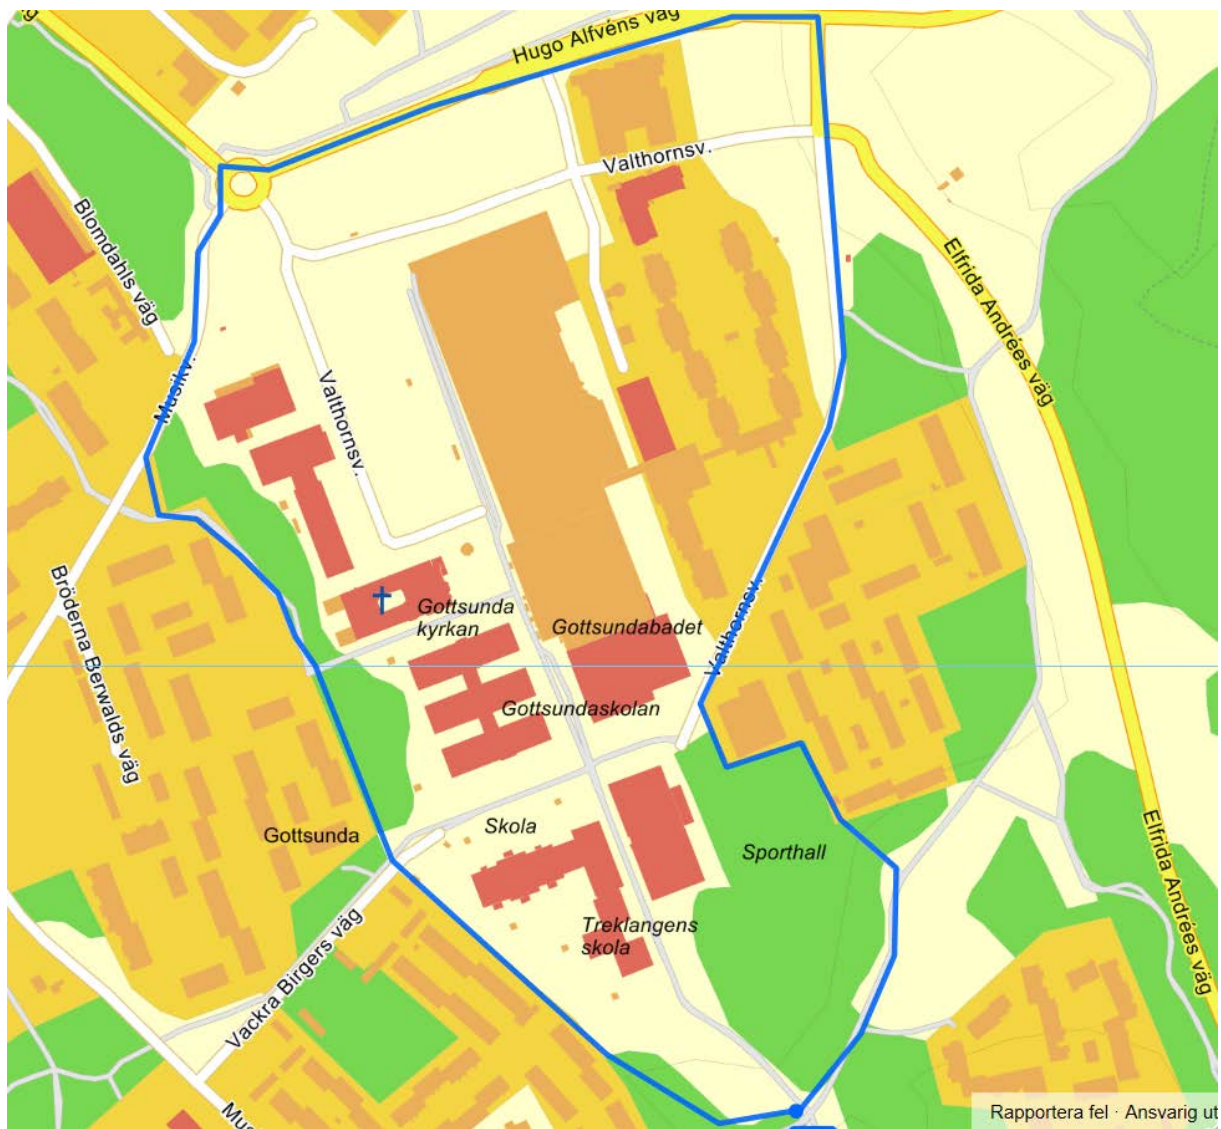 Hugo Alfvéns väg
Valthornsv.
Blomdahls väg
Elfrida Andrées väg
Musikv.
Valthornsv.
Bröderna Berwalds väg
Gottsunda
kyrkan
Gottsundabadet
Valthornsv.
Gottsundaskolan
Gottsunda
Skola
Sporthall
Elfrida Andrées väg
Treklangens
skola
Vackra Birgers väg
Mus
Rapportera fel · Ansvarig ut